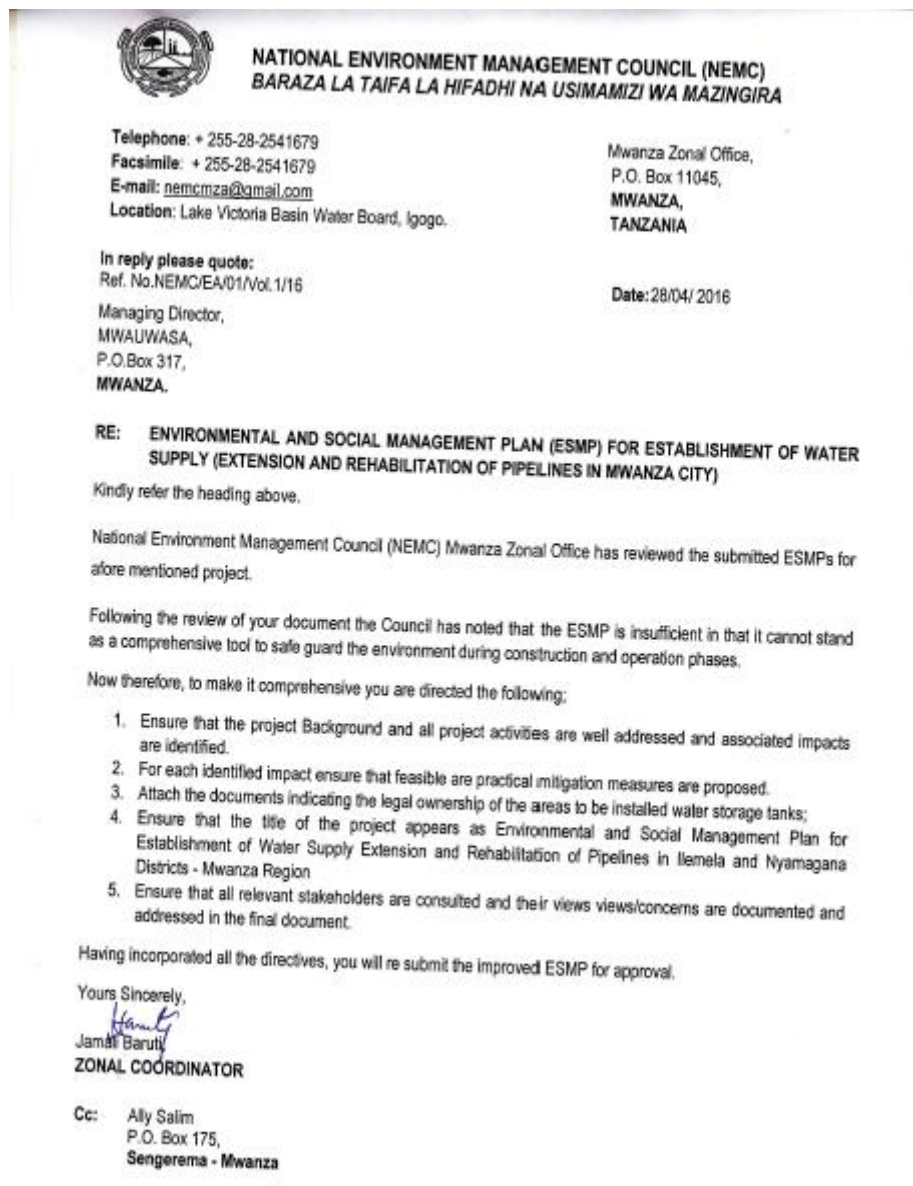 NATIONAL ENVIRONMENT MANAGEMENT COUNCIL (NEMC)
BARAZA LA TAIFA LA HIFADHI NA USIMAMIZI WA MAZINGIRA
Telephone: + 255-28-2541679
Facsimile: + 255-28-2541679
E-mail: nemcmza@gmail.com
Location: Lake Victoria Basin Water Board, Igogo.
Mwanza Zonal Office,
P.O. Box 11045,
MWANZA,
TANZANIA
In reply please quote:
Ref. No.NEMC/EA/01/Vol.1/16
Date:28/04/ 2016
Managing Director,
MWAUWASA,
P.O.Box 317,
MWANZA.
RE: ENVIRONMENTAL AND SOCIAL MANAGEMENT PLAN (ESMP) FOR ESTABLISHMENT OF WATER
SUPPLY (EXTENSION AND REHABILITATION OF PIPELINES IN MWANZA CITY)
Kindly refer the heading above.
National Environment Management Council (NEMC) Mwanza Zonal Office has reviewed the submitted ESMPs for
afore mentioned project.
Following the review of your document the Council has noted that the ESMP is insufficient in that it cannot stand
as a comprehensive tool to safe guard the environment during construction and operation phases.
Now therefore, to make it comprehensive you are directed the following;
1. Ensure that the project Background and all project activities are well addressed and associated impacts
are identified.
2. For each identified impact ensure that feasible are practical mitigation measures are proposed.
3. Attach the documents indicating the legal ownership of the areas to be installed water storage tanks;
4. Ensure that the title of the project appears as Environmental and Social Management Plan for
Establishment of Water Supply Extension and Rehabilitation of Pipelines in Ilemela and Nyamagana
Districts - Mwanza Region
5. Ensure that all relevant stakeholders are consulted and their views views/concerns are documented and
addressed in the final document.
Having incorporated all the directives, you will re submit the improved ESMP for approval.
Yours Sincerely,
Jamal Baruti
ZONAL COORDINATOR
Cc: Ally Salim
P.O. Box 175,
Sengerema - Mwanza